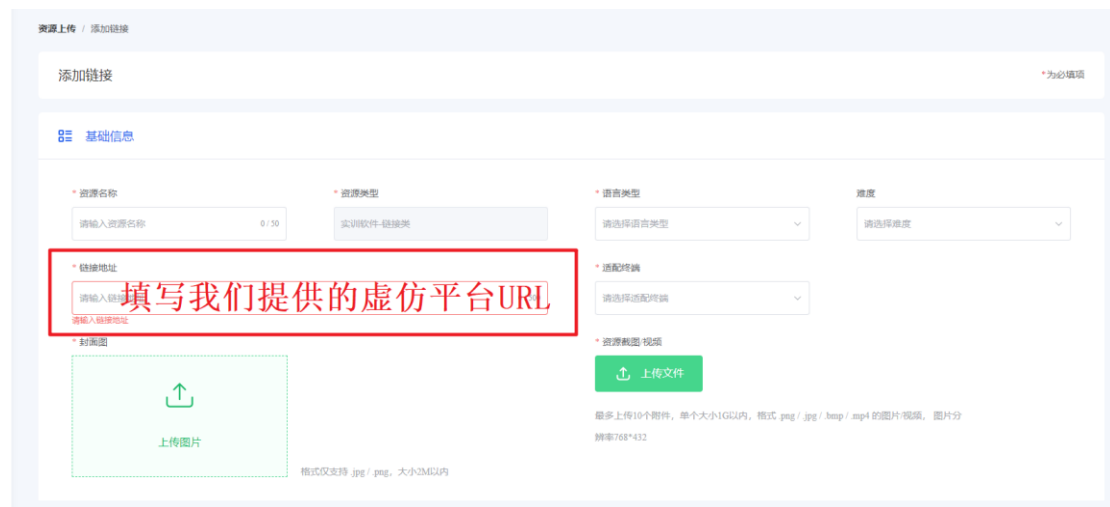 资源上传 / 添加链接
添加链接
*为必填项
基础信息
* 资源名称
* 资源类型
* 语言类型
难度
请输入资源名称
0 / 50
实训软件-链接类
请选择语言类型
请选择难度
* 链接地址
* 适配终端
请输入链接
填写我们提供的虚仿平台URL
请选择适配终端
请输入链接地址
* 封面图
* 资源截图/视频
上传文件
上传图片
最多上传10个附件，单个大小1G以内，格式 .png / .jpg / .bmp / .mp4 的图片/视频， 图片分
辨率768*432
格式仅支持 .jpg / .png，大小2M以内